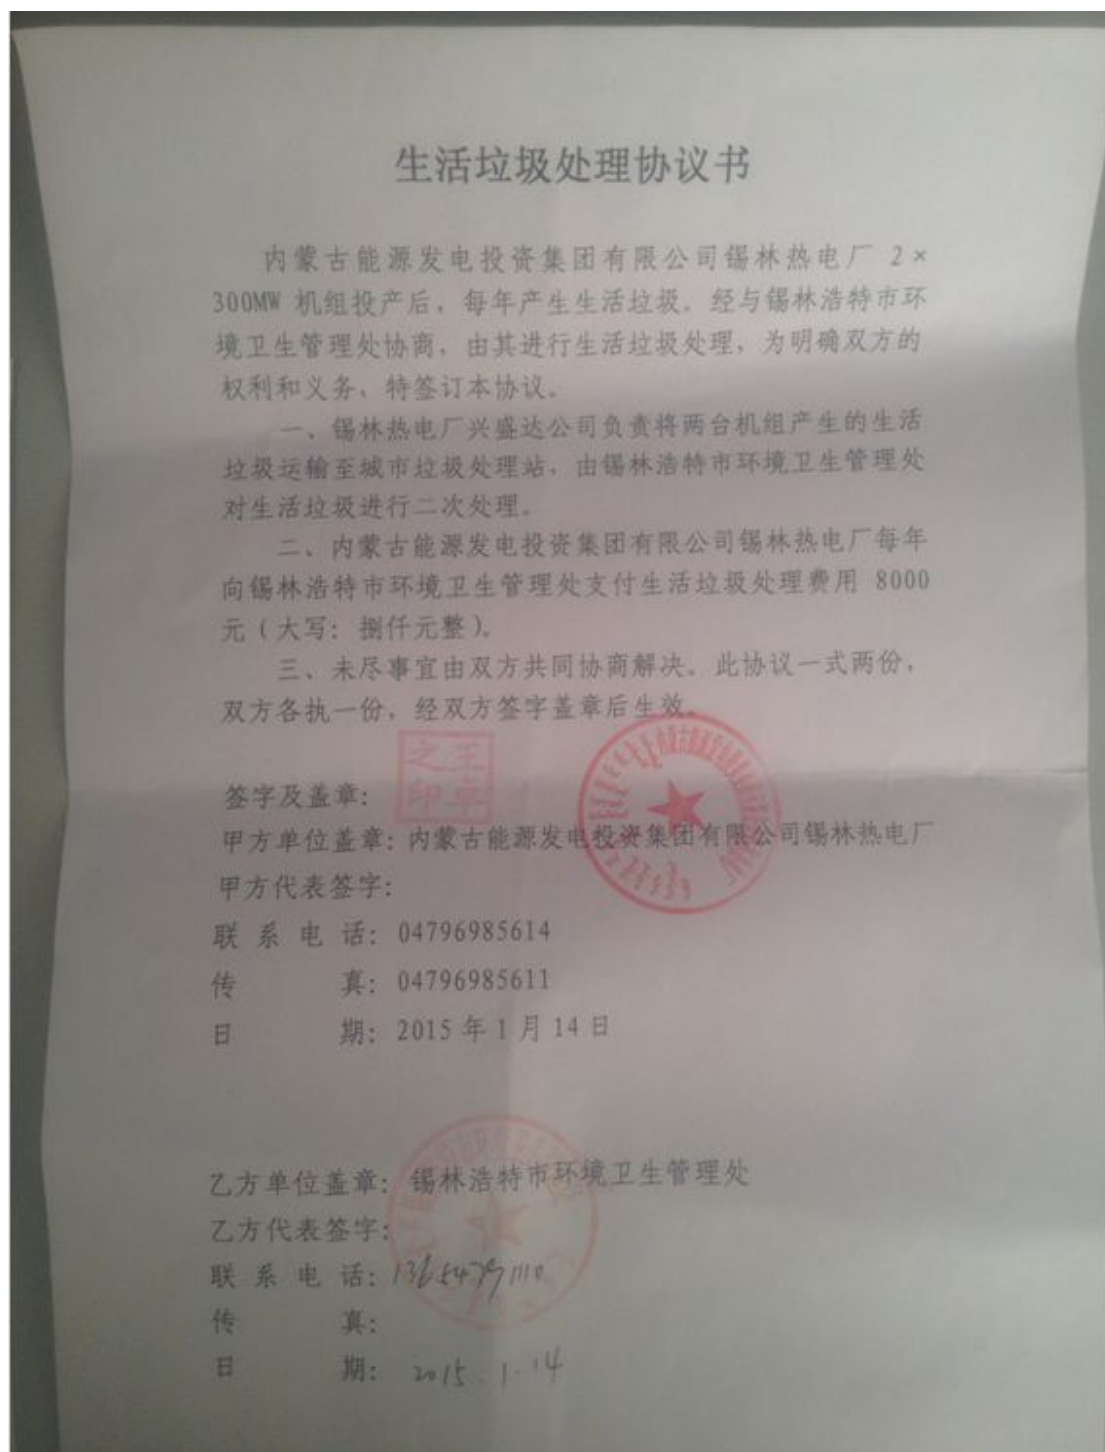 生活垃圾处理协议书
内蒙古能源发电投资集团有限公司锡林热电厂 2×
300MW 机组投产后，每年产生生活垃圾。经与锡林浩特市环
境卫生管理处协商，由其进行生活垃圾处理，为明确双方的
权利和义务，特签订本协议。
一、锡林热电厂兴盛达公司负责将两台机组产生的生活
垃圾运输至城市垃圾处理站，由锡林浩特市环境卫生管理处
对生活垃圾进行二次处理。
二、内蒙古能源发电投资集团有限公司锡林热电厂每年
向锡林浩特市环境卫生管理处支付生活垃圾处理费用 8000
元（大写：捌仟元整）。
三、未尽事宜由双方共同协商解决。此协议一式两份，
双方各执一份，经双方签字盖章后生效。
王卓之印
签字及盖章：
甲方单位盖章：内蒙古能源发电投资集团有限公司锡林热电厂
甲方代表签字：
联系电话：04796985614
传真：04796985611
日期：2015 年 1 月 14 日
乙方单位盖章：锡林浩特市环境卫生管理处
乙方代表签字：
联系电话：
传真：
日期：2015.1.14